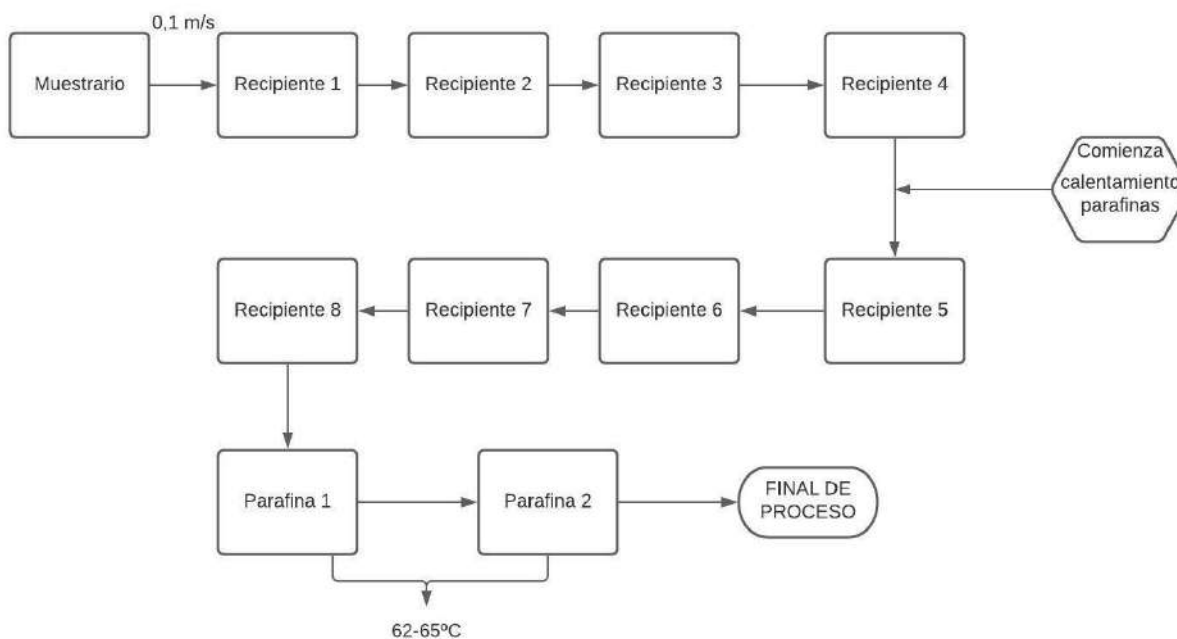 0,1 m/s
Muestrario
Recipiente 1
Recipiente 2
Recipiente 3
Recipiente 4
Comienza
calentamiento
parafinas
Recipiente 8
Recipiente 7
Recipiente 6
Recipiente 5
Parafina 1
Parafina 2
FINAL DE
PROCESO
62-65ºC